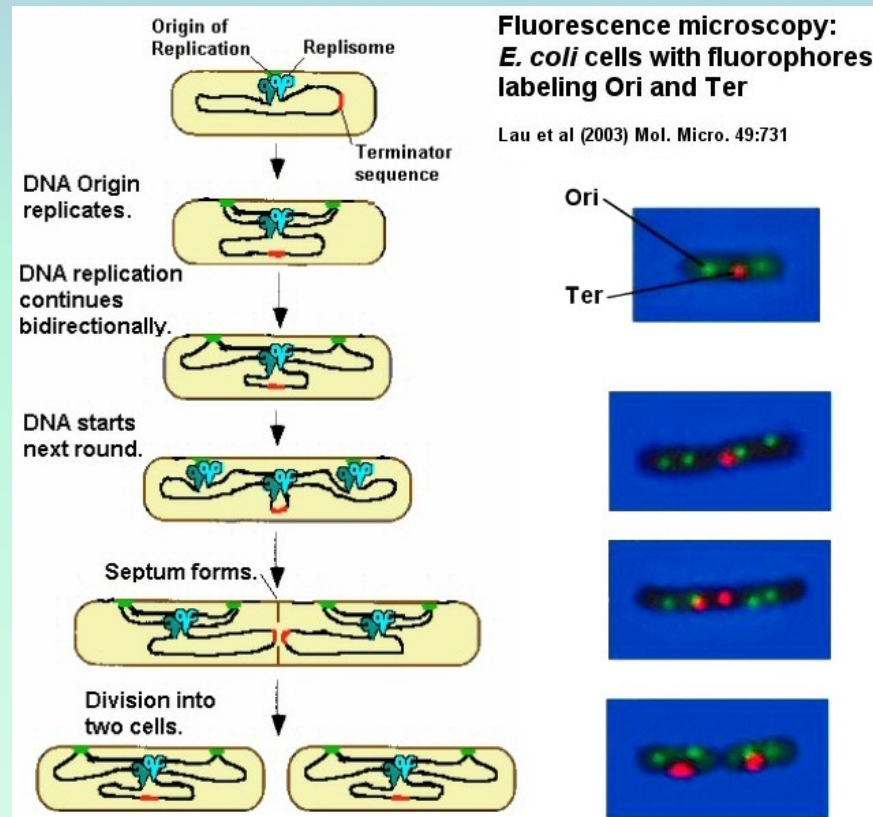 Origin of
Replication
Replisome
Terminator
sequence
DNA Origin
replicates.
DNA replication
continues
bidirectionally.
DNA starts
next round.
Septum forms.
Division into
two cells.
Fluorescence microscopy:
E. coli cells with fluorophores
labeling Ori and Ter
Lau et al (2003) Mol. Micro. 49:731
Ori
Ter